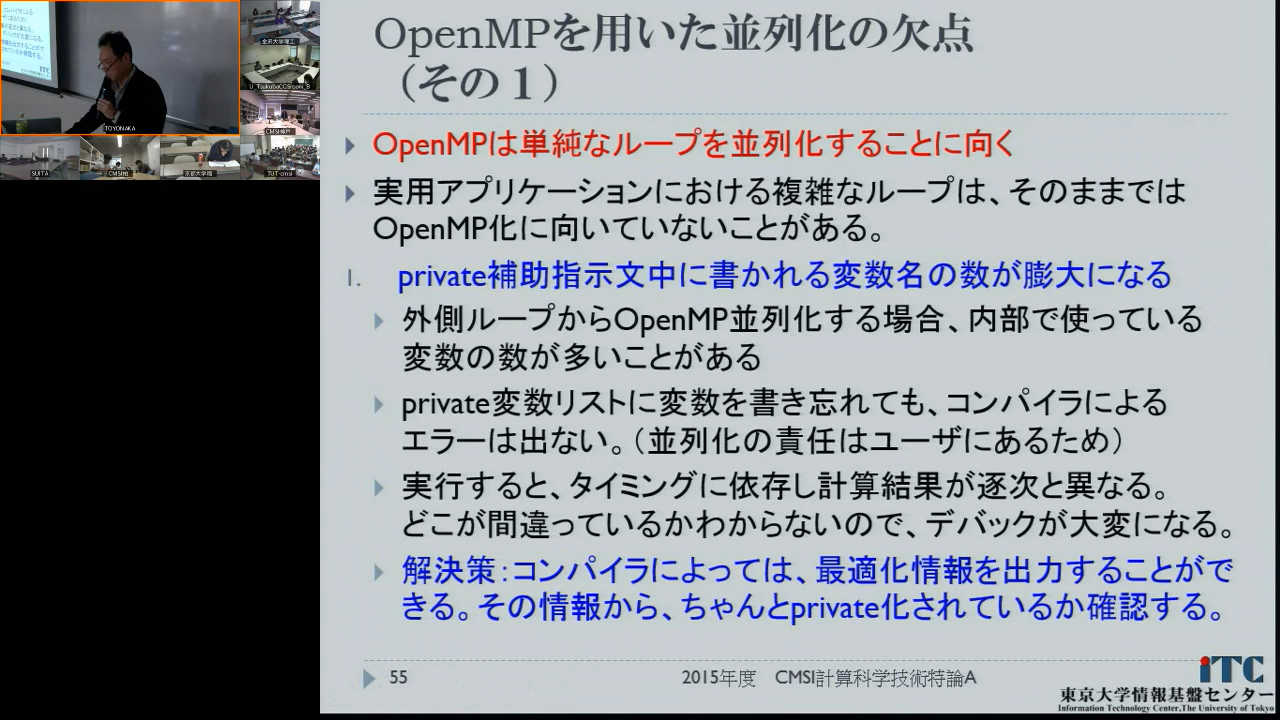 OpenMPを用いた並列化の欠点
（その１）
OpenMPは単純なループを並列化することに向く
実用アプリケーションにおける複雑なループは、そのままでは
OpenMP化に向いていないことがある。
1. private補助指示文中に書かれる変数名の数が膨大になる
外側ループからOpenMP並列化する場合、内部で使っている
変数の数が多いことがある
private変数リストに変数を書き忘れても、コンパイラによる
エラーは出ない。（並列化の責任はユーザにあるため）
実行すると、タイミングに依存し計算結果が逐次と異なる。
どこが間違っているかわからないので、デバックが大変になる。
解決策：コンパイラによっては、最適化情報を出力することがで
きる。その情報から、ちゃんとprivate化されているか確認する。
55
2015年度　CMSI計算科学技術特論A
iTC
東京大学情報基盤センター
Information Technology Center,The University of Tokyo
TOYONAKA
金沢大学理工
U_TsukubaCCSroom_B
CMSI神戸
SUITA
CMSI柏
京都大学福
TUT-cmsi